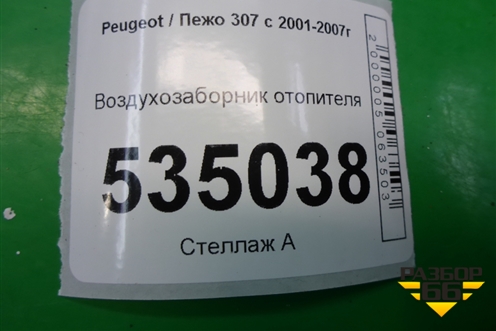 Peugeot / Пежо 307 с 2001-2007г
Воздухозаборник отопителя
535038
Стеллаж А
2000005063503
РАЗБОР
66